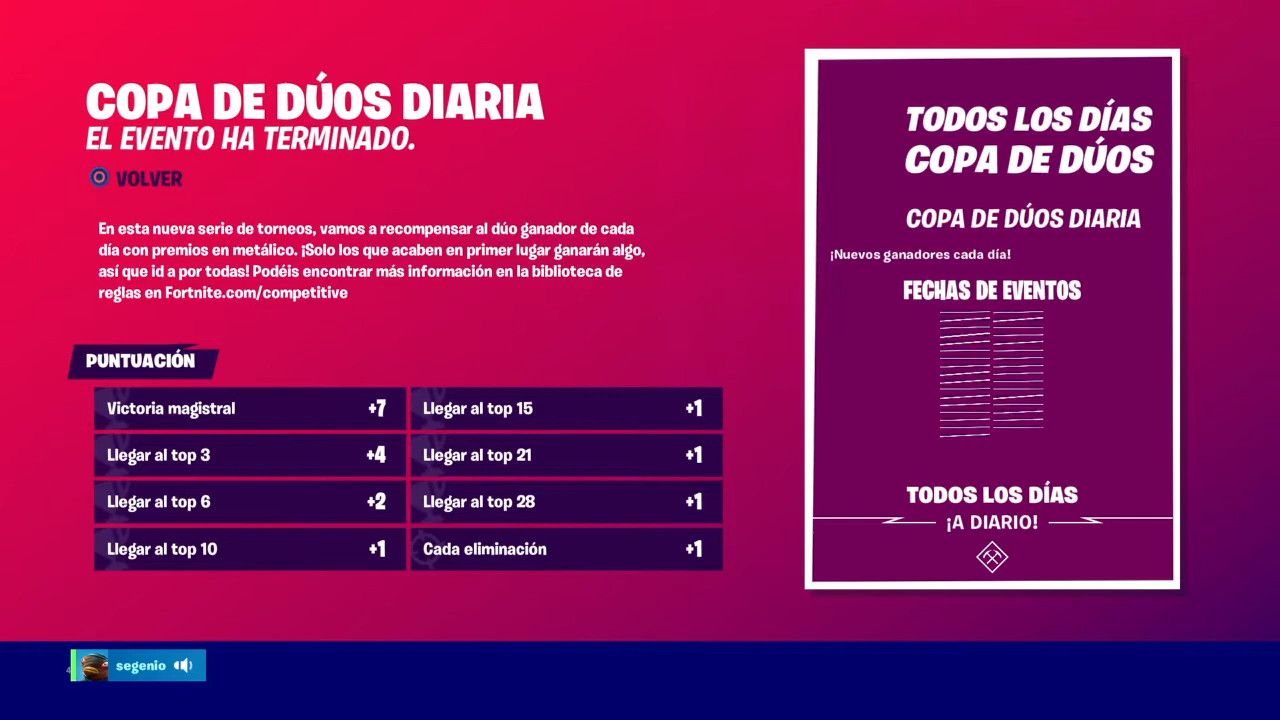 COPA DE DÚOS DIARIA
EL EVENTO HA TERMINADO.
VOLVER
En esta nueva serie de torneos, vamos a recompensar al dúo ganador de cada
día con premios en metálico. ¡Solo los que acaben en primer lugar ganarán algo,
así que id a por todas! Podéis encontrar más información en la biblioteca de
reglas en Fortnite.com/competitive
PUNTUACIÓN
Victoria magistral +7
Llegar al top 3 +4
Llegar al top 6 +2
Llegar al top 10 +1
Llegar al top 15 +1
Llegar al top 21 +1
Llegar al top 28 +1
Cada eliminación +1
TODOS LOS DÍAS
COPA DE DÚOS
COPA DE DÚOS DIARIA
¡Nuevos ganadores cada día!
FECHAS DE EVENTOS
TODOS LOS DÍAS
¡A DIARIO!
4
segenio